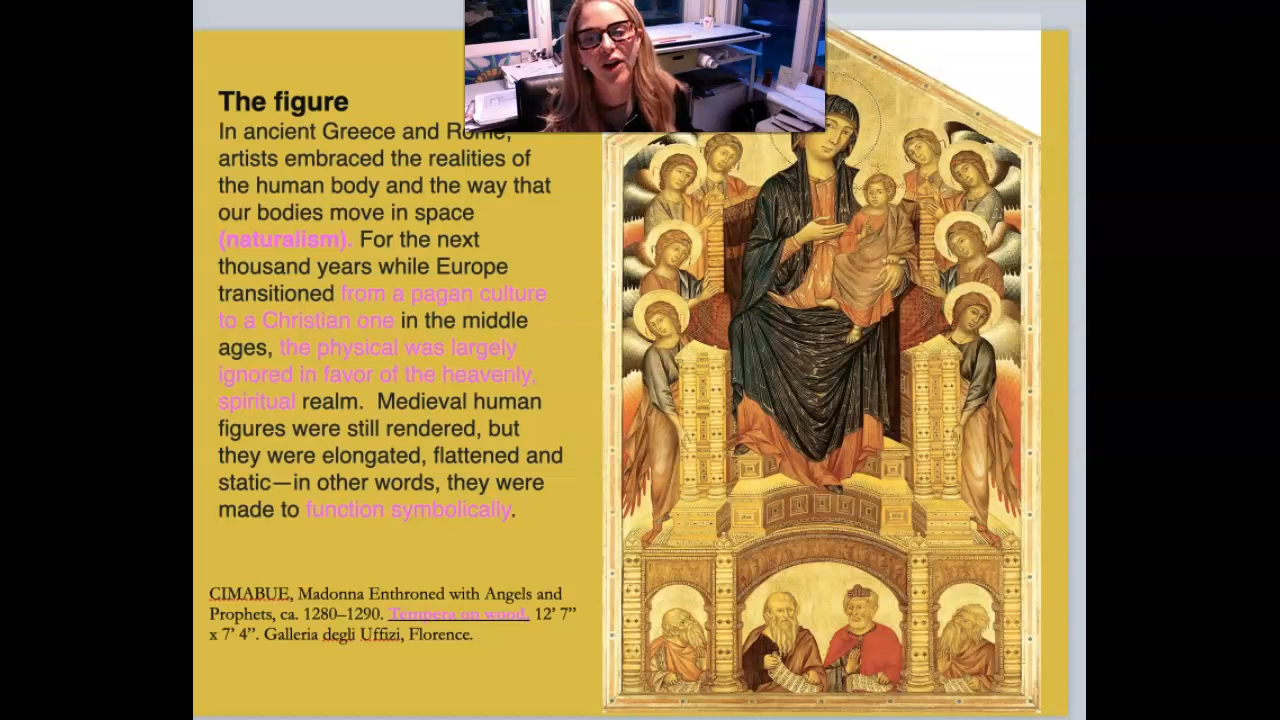 The figure
In ancient Greece and Rome,
artists embraced the realities of
the human body and the way that
our bodies move in space
(naturalism). For the next
thousand years while Europe
transitioned from a pagan culture
to a Christian one in the middle
ages, the physical was largely
ignored in favor of the heavenly,
spiritual realm. Medieval human
figures were still rendered, but
they were elongated, flattened and
static—in other words, they were
made to function symbolically.
CIMABUE, Madonna Enthroned with Angels and
Prophets, ca. 1280–1290. Tempera on wood, 12' 7"
x 7' 4". Galleria degli Uffizi, Florence.